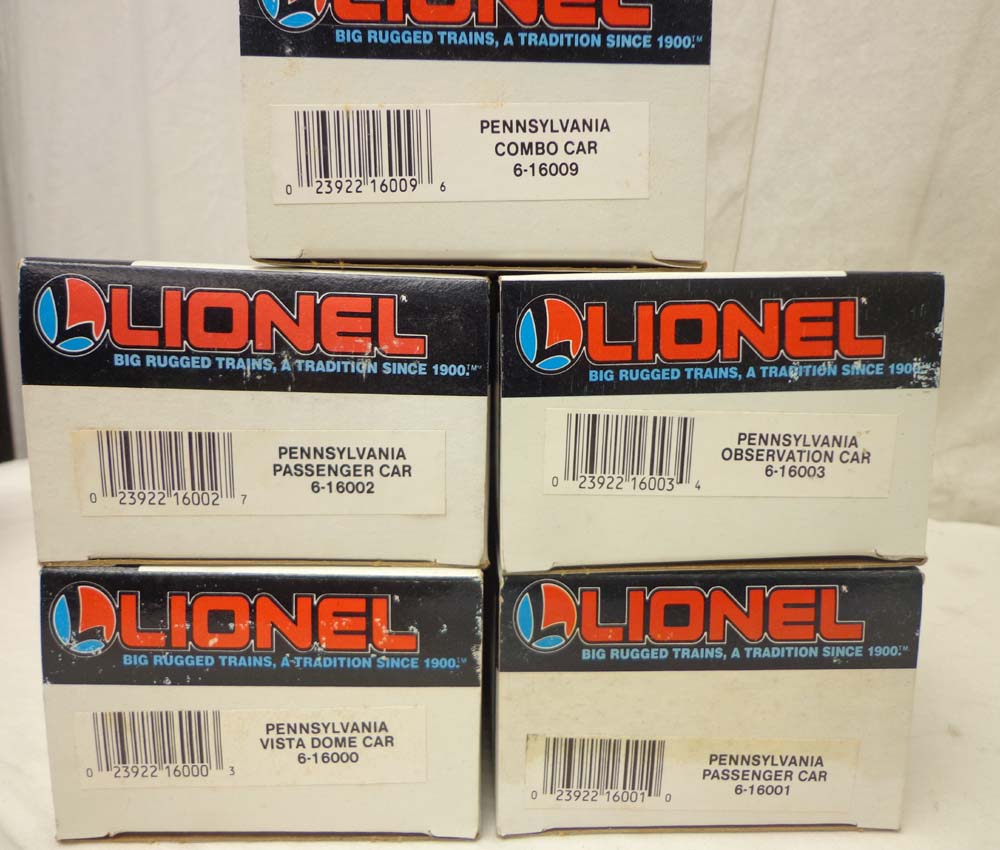 LIONEL
BIG RUGGED TRAINS, A TRADITION SINCE 1900.™
PENNSYLVANIA
COMBO CAR
6-16009
0 23922 16009 6
L LIONEL®
BIG RUGGED TRAINS, A TRADITION SINCE 1900.™
PENNSYLVANIA
PASSENGER CAR
6-16002
0 23922 16002 7
L LIONEL®
BIG RUGGED TRAINS, A TRADITION SINCE 1900.
PENNSYLVANIA
OBSERVATION CAR
6-16003
0 23922 16003 4
L LIONEL
BIG RUGGED TRAINS, A TRADITION SINCE 1900.™
PENNSYLVANIA
VISTA DOME CAR
6-16000
0 23922 16000 3
L LIONEL®
BIG RUGGED TRAINS, A TRADITION SINCE 1900.™
PENNSYLVANIA
PASSENGER CAR
6-16001
0 23922 16001 0